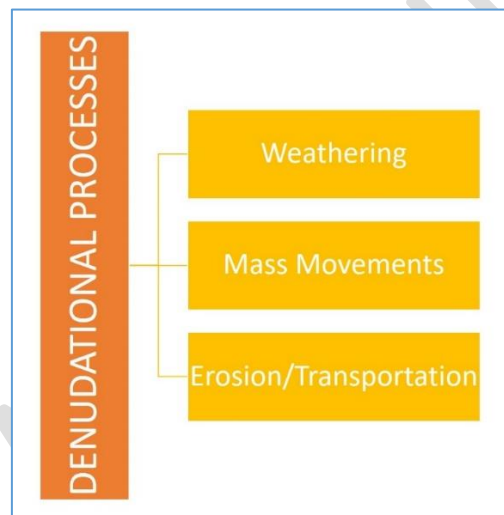 DENUDATIONAL PROCESSES
Weathering
Mass Movements
Erosion/Transportation